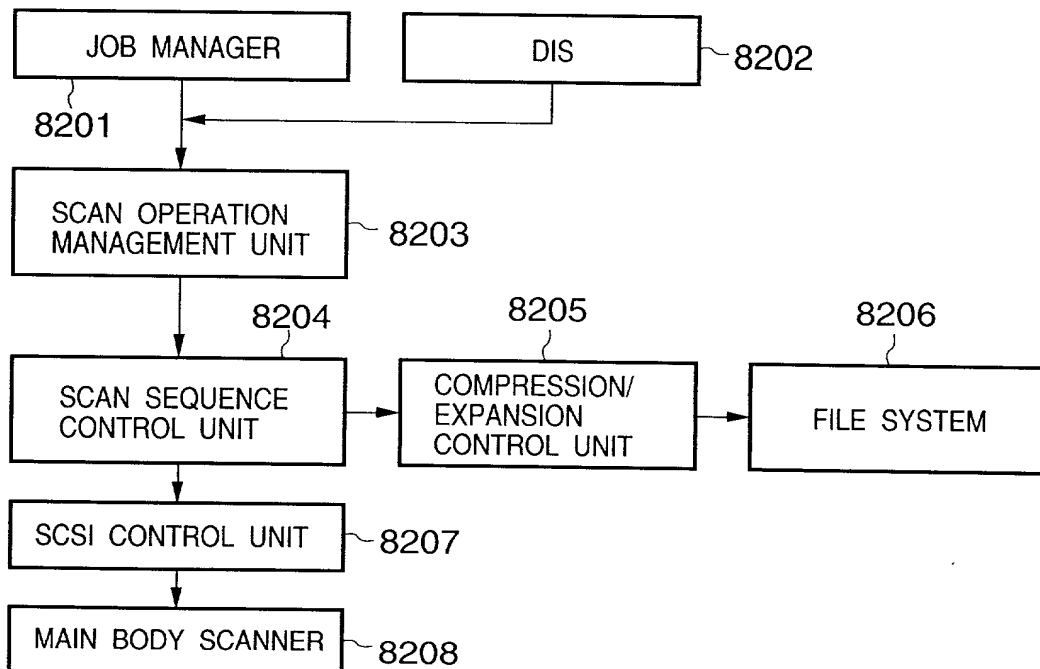 JOB MANAGER
DIS
8202
8201
SCAN OPERATION
MANAGEMENT UNIT
8203
8204
8205
8206
SCAN SEQUENCE
CONTROL UNIT
COMPRESSION/
EXPANSION
CONTROL UNIT
FILE SYSTEM
SCSI CONTROL UNIT
8207
MAIN BODY SCANNER
8208